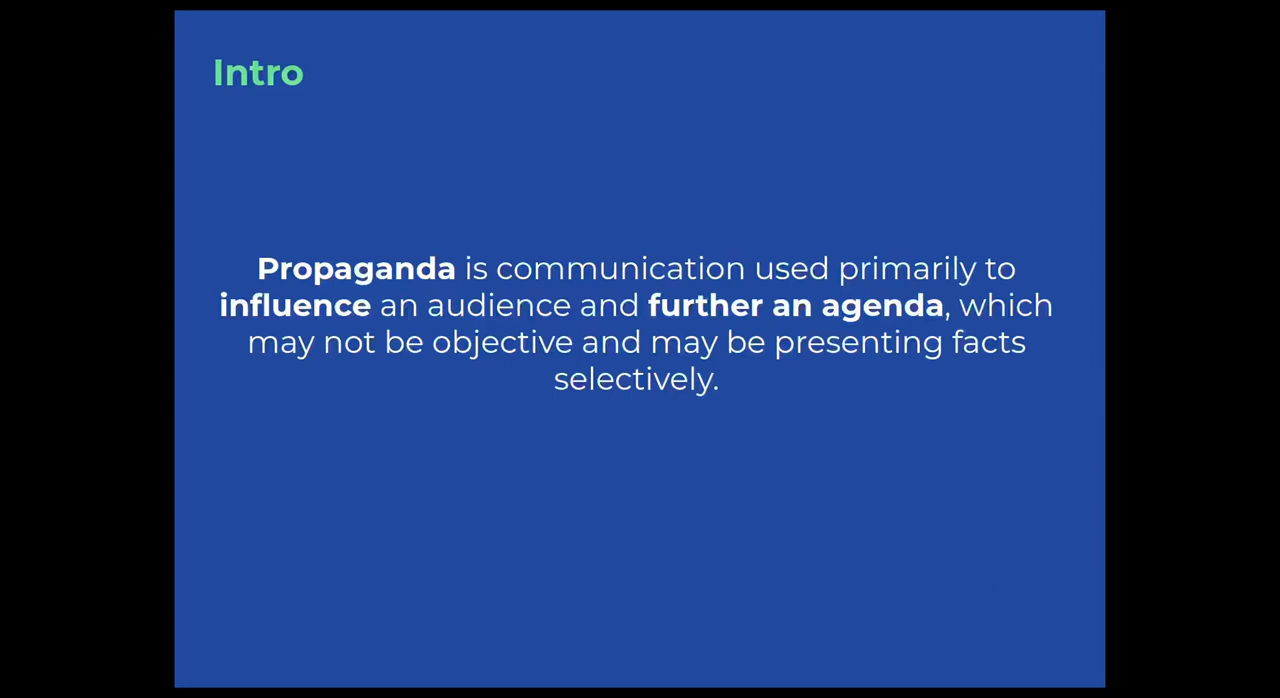 Intro
Propaganda is communication used primarily to
influence an audience and further an agenda, which
may not be objective and may be presenting facts
selectively.